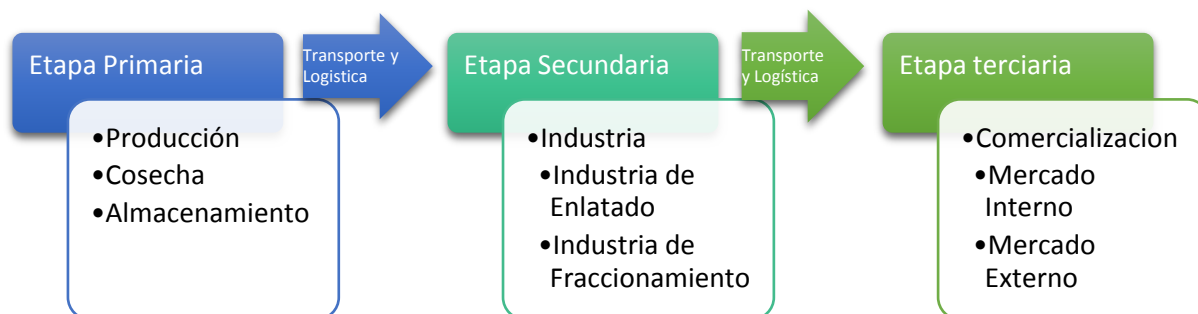 Etapa Primaria
•Producción
•Cosecha
•Almacenamiento
Transporte y
Logistica
Etapa Secundaria
•Industria
•Industria de
Enlatado
•Industria de
Fraccionamiento
Transporte
y Logística
Etapa terciaria
•Comercializacion
•Mercado
Interno
•Mercado
Externo